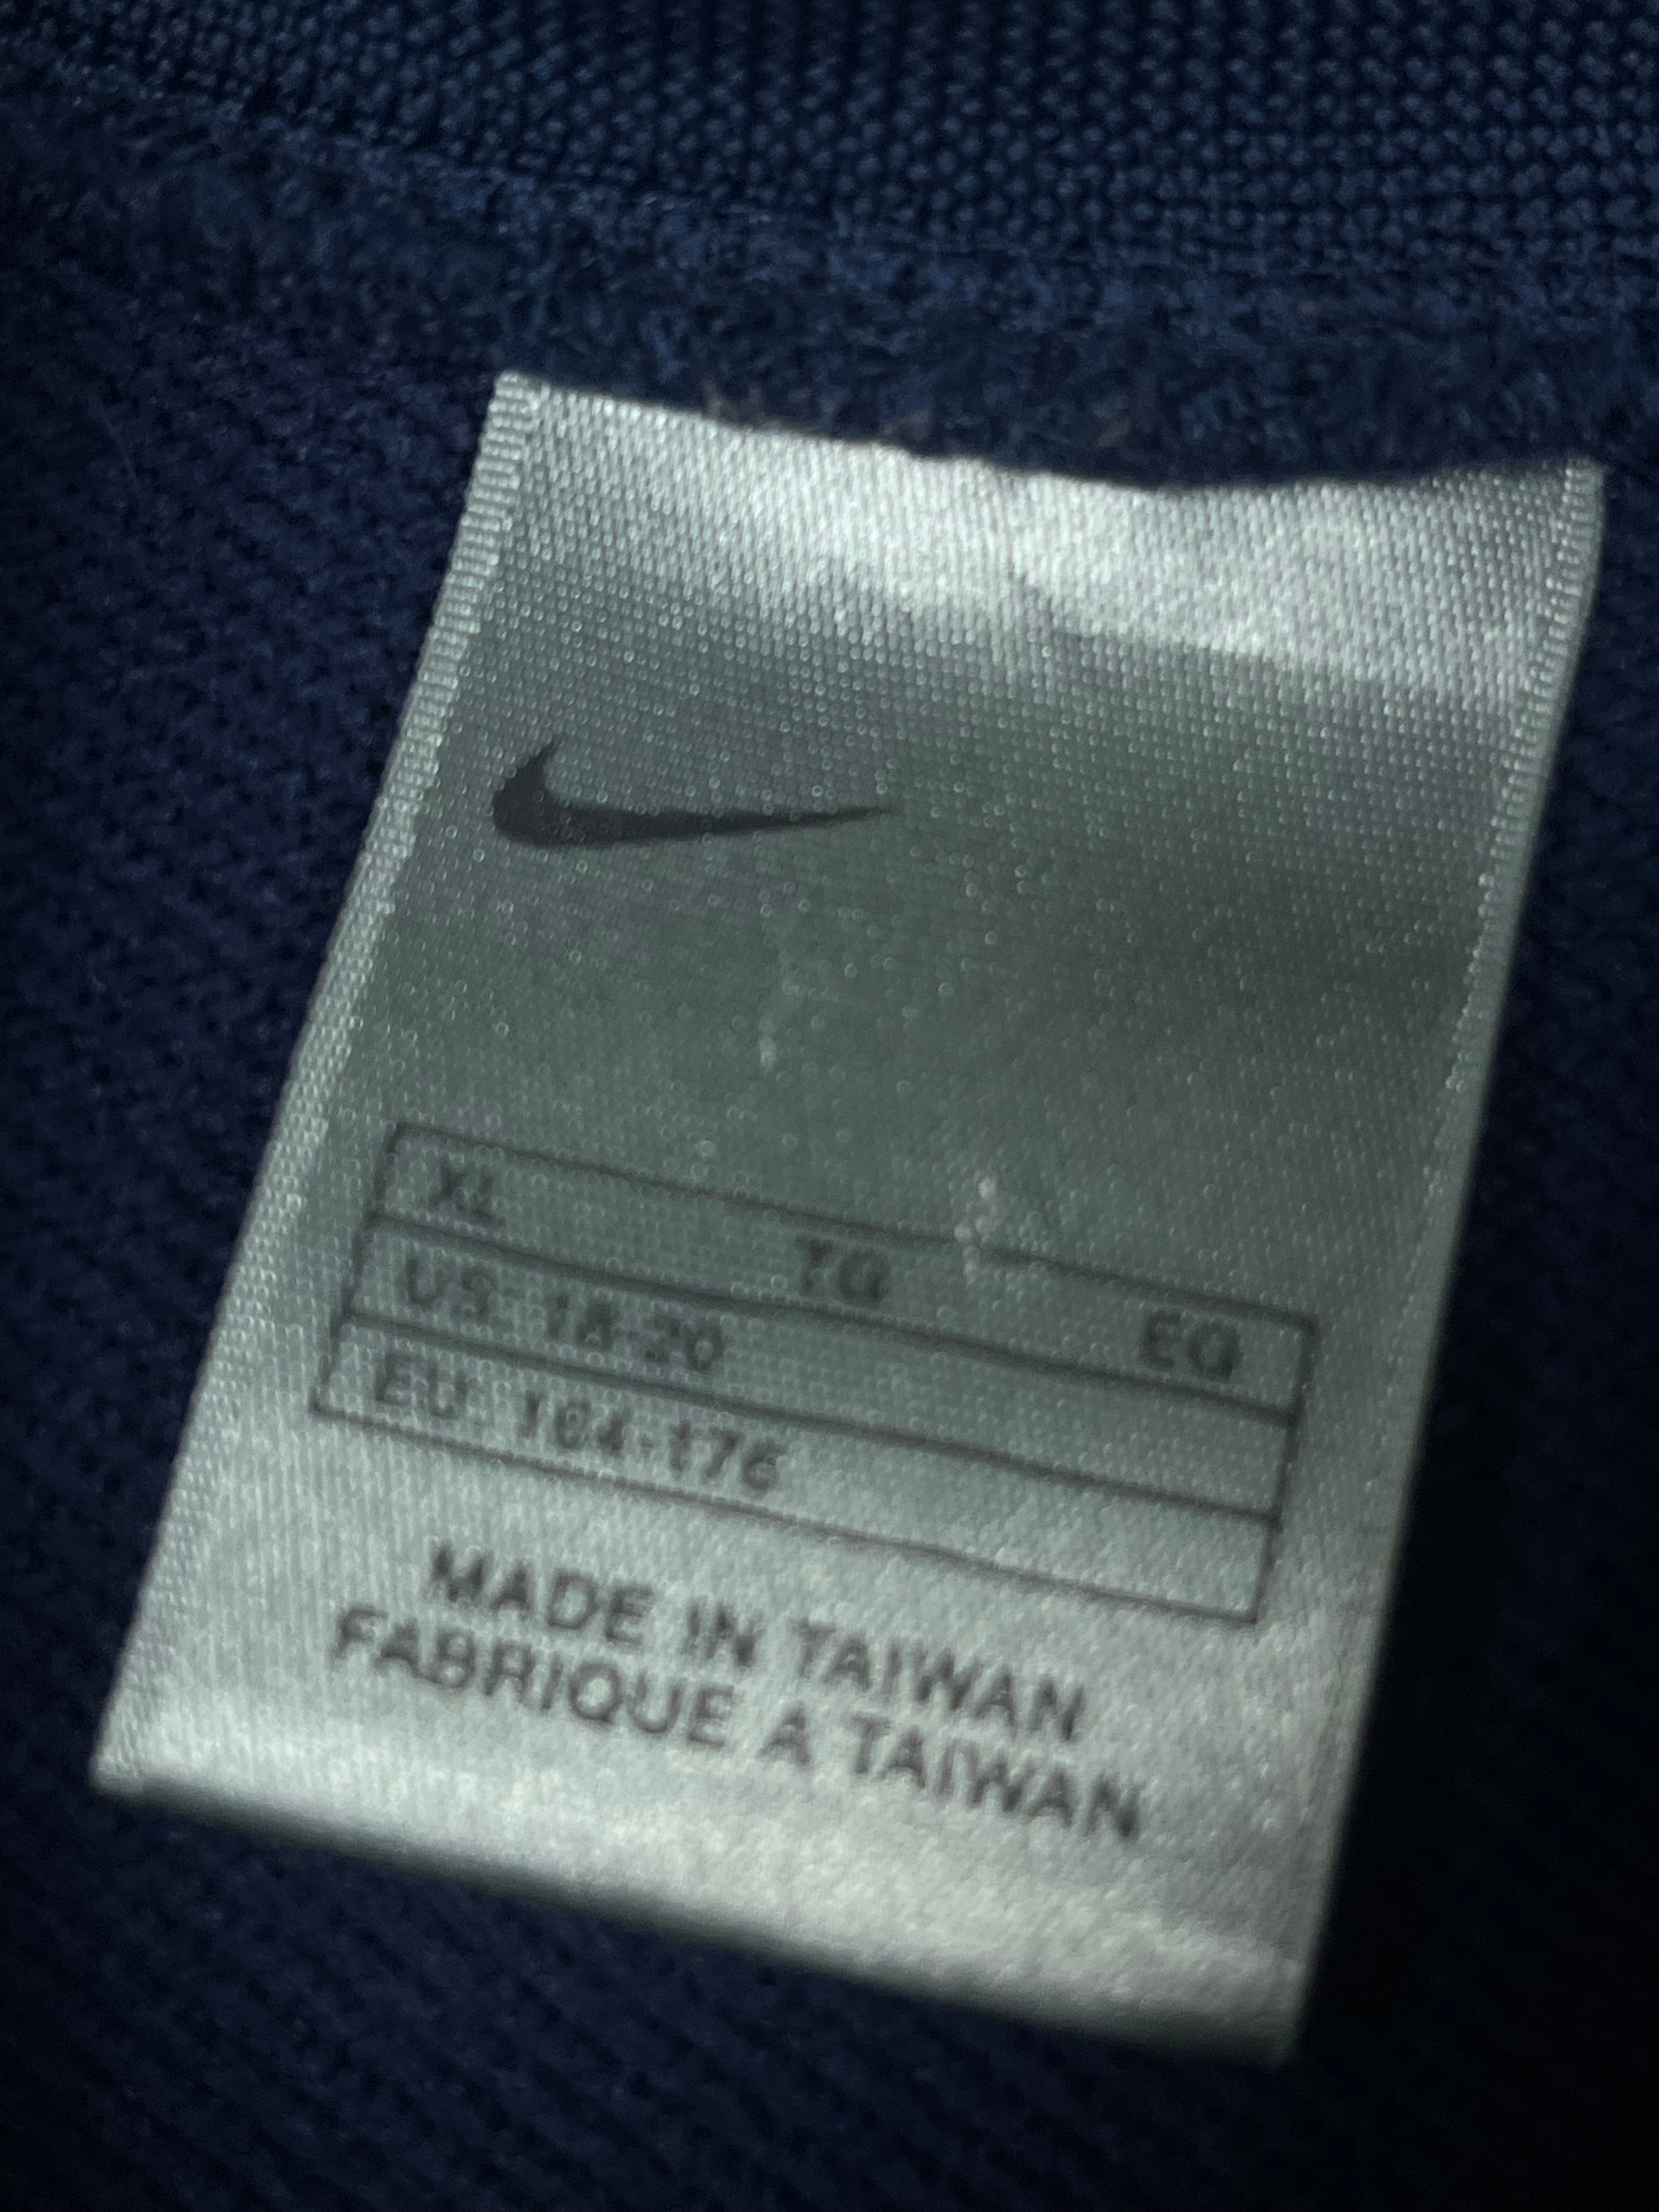 XL TG EG
US: 18-20
EU: 164-176
MADE IN TAIWAN
FABRIQUE A TAIWAN